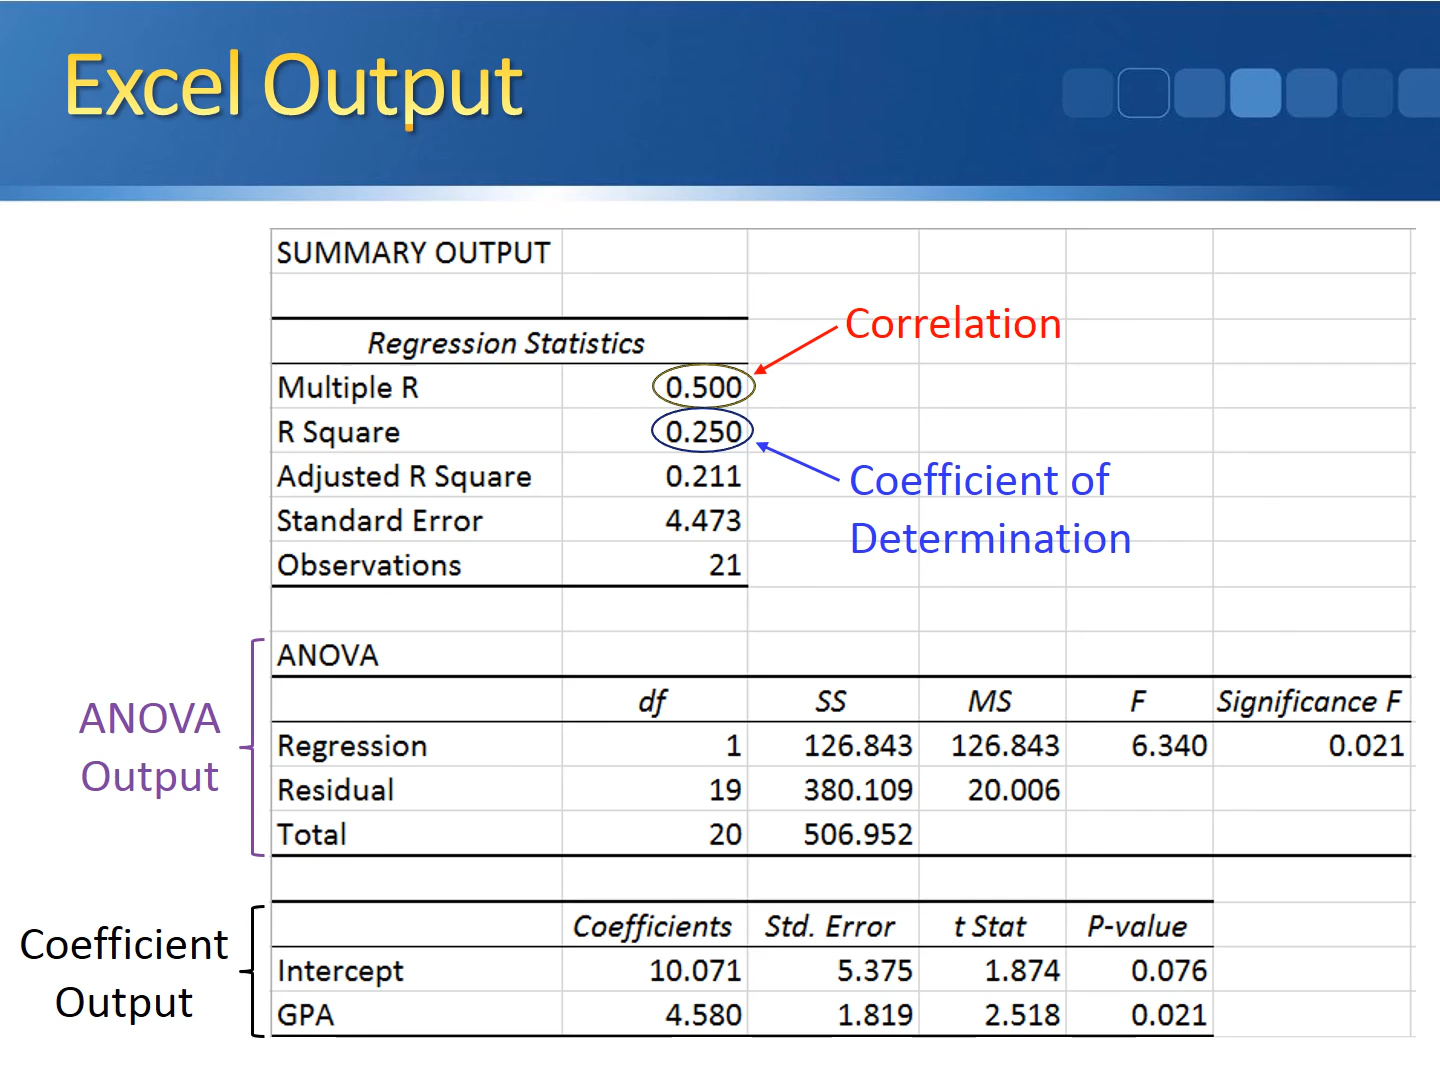 Excel Output
SUMMARY OUTPUT
Regression Statistics
Correlation
Multiple R 0.500
R Square 0.250
Adjusted R Square 0.211
Coefficient of
Determination
Standard Error 4.473
Observations 21
ANOVA
Output
ANOVA
df SS MS F Significance F
Regression 1 126.843 126.843 6.340 0.021
Residual 19 380.109 20.006
Total 20 506.952
Coefficient
Output
Coefficients Std. Error t Stat P-value
Intercept 10.071 5.375 1.874 0.076
GPA 4.580 1.819 2.518 0.021